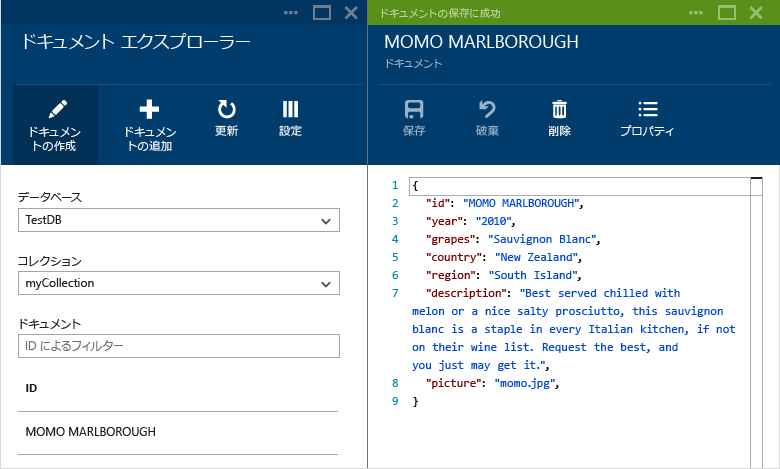 ドキュメント エクスプローラー
ドキュメン
トの作成
ドキュメン
トの追加
更新
設定
データベース
TestDB
コレクション
myCollection
ドキュメント
ID によるフィルター
ID
MOMO MARLBOROUGH
ドキュメントの保存に成功
MOMO MARLBOROUGH
ドキュメント
保存
破棄
削除
プロパティ
1 {
2 "id": "MOMO MARLBOROUGH",
3 "year": "2010",
4 "grapes": "Sauvignon Blanc",
5 "country": "New Zealand",
6 "region": "South Island",
7 "description": "Best served chilled with
melon or a nice salty prosciutto, this sauvignon
blanc is a staple in every Italian kitchen, if not
on their wine list. Request the best, and
you just may get it.",
8 "picture": "momo.jpg",
9 }